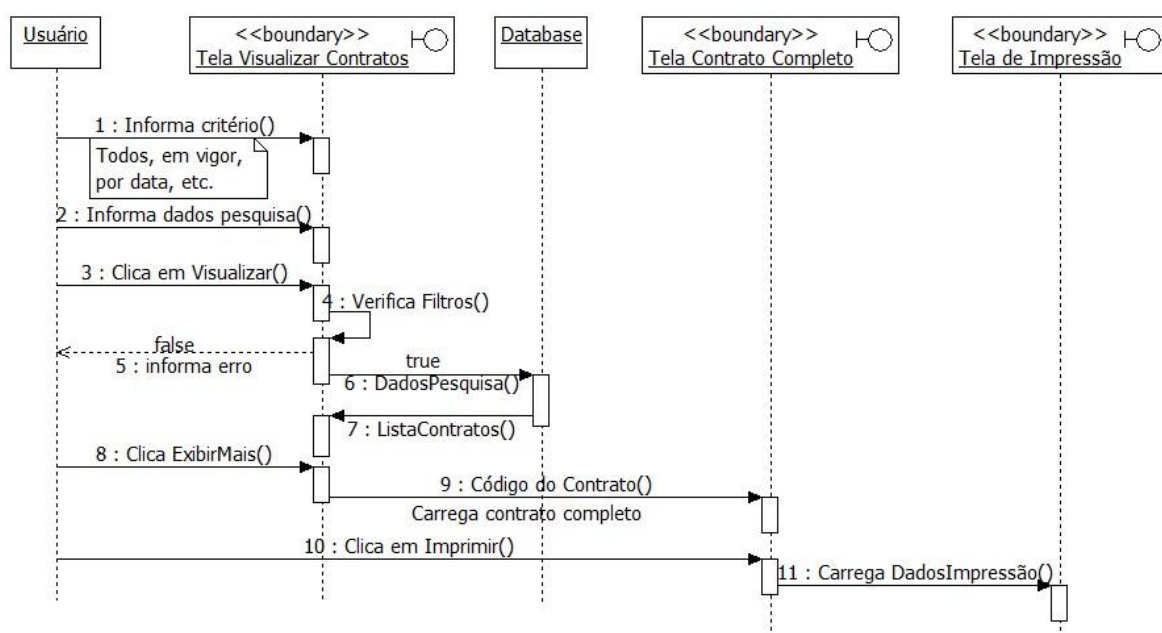 Usuário
<<boundary>>
Tela Visualizar Contratos
Database
<<boundary>>
Tela Contrato Completo
<<boundary>>
Tela de Impressão
1 : Informa critério()
Todos, em vigor,
por data, etc.
2 : Informa dados pesquisa()
3 : Clica em Visualizar()
4 : Verifica Filtros()
false
5 : informa erro
true
6 : DadosPesquisa()
7 : ListaContratos()
8 : Clica ExibirMais()
9 : Código do Contrato()
Carrega contrato completo
10 : Clica em Imprimir()
11 : Carrega DadosImpressão()